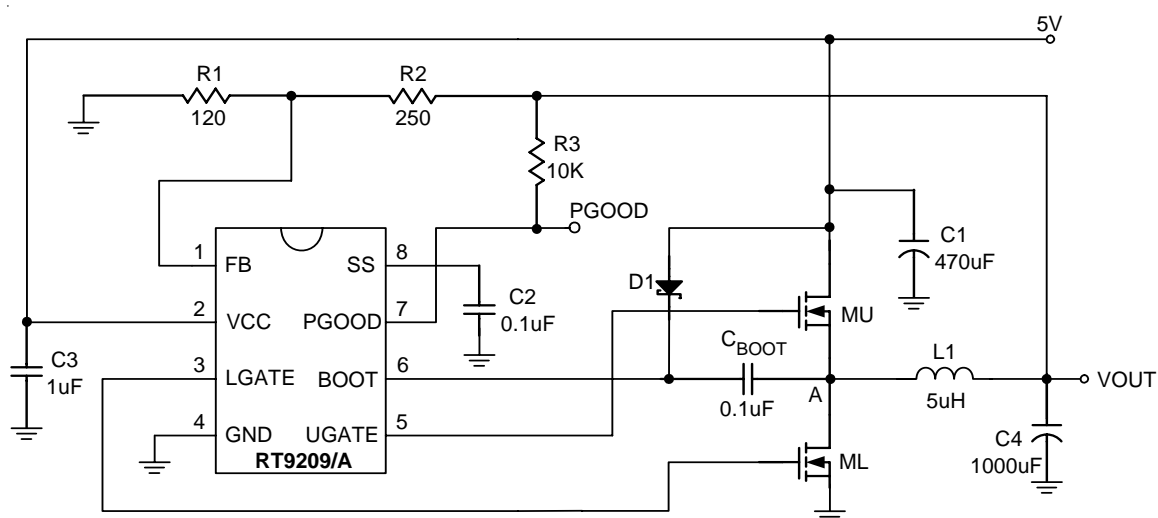 5V
R1
120
R2
250
R3
10K
PGOOD
C1
470uF
D1
1
FB
SS
8
C2
0.1uF
2
VCC
PGOOD
7
MU
C3
1uF
3
LGATE
BOOT
6
CBOOT
0.1uF
A
L1
5uH
VOUT
4
GND
UGATE
5
RT9209/A
ML
C4
1000uF